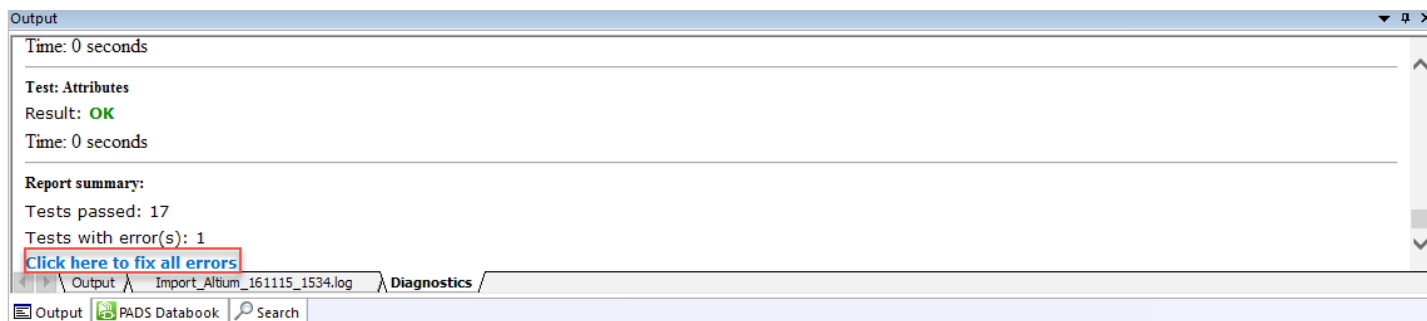 Output
Time: 0 seconds
Test: Attributes
Result: OK
Time: 0 seconds
Report summary:
Tests passed: 17
Tests with error(s): 1
Click here to fix all errors
Output Import_Altium_161115_1534.log Diagnostics
Output PADS Databook Search